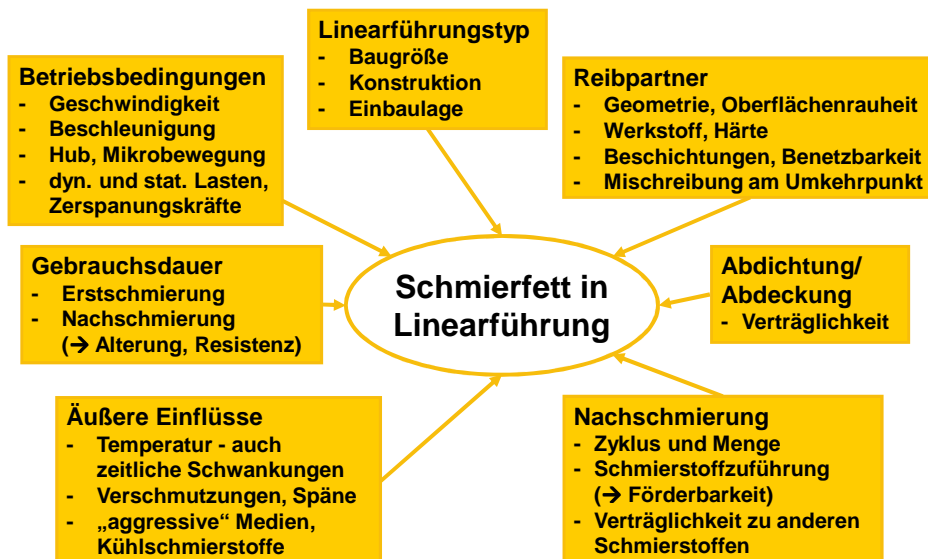 Linearführungstyp
- Baugröße
- Konstruktion
- Einbaulage
Betriebsbedingungen
- Geschwindigkeit
- Beschleunigung
- Hub, Mikrobewegung
- dyn. und stat. Lasten,
Zerspanungskräfte
Reibpartner
- Geometrie, Oberflächenrauheit
- Werkstoff, Härte
- Beschichtungen, Benetzbarkeit
- Mischreibung am Umkehrpunkt
Gebrauchsdauer
- Erstschmierung
- Nachschmierung
(→ Alterung, Resistenz)
Schmierfett in
Linearführung
Abdichtung/
Abdeckung
- Verträglichkeit
Äußere Einflüsse
- Temperatur - auch
zeitliche Schwankungen
- Verschmutzungen, Späne
- „aggressive“ Medien,
Kühlschmierstoffe
Nachschmierung
- Zyklus und Menge
- Schmierstoffzuführung
(→ Förderbarkeit)
- Verträglichkeit zu anderen
Schmierstoffen